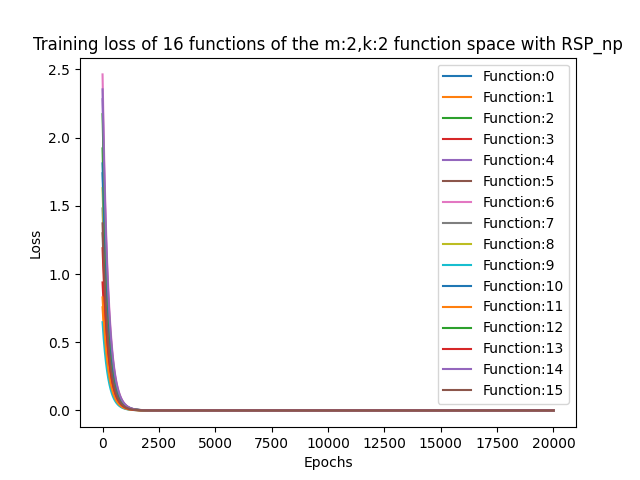 Training loss of 16 functions of the m:2,k:2 function space with RSP_np
2.5
2.0
1.5
1.0
0.5
0.0
Loss
Function:0
Function:1
Function:2
Function:3
Function:4
Function:5
Function:6
Function:7
Function:8
Function:9
Function:10
Function:11
Function:12
Function:13
Function:14
Function:15
0 2500 5000 7500 10000 12500 15000 17500 20000
Epochs